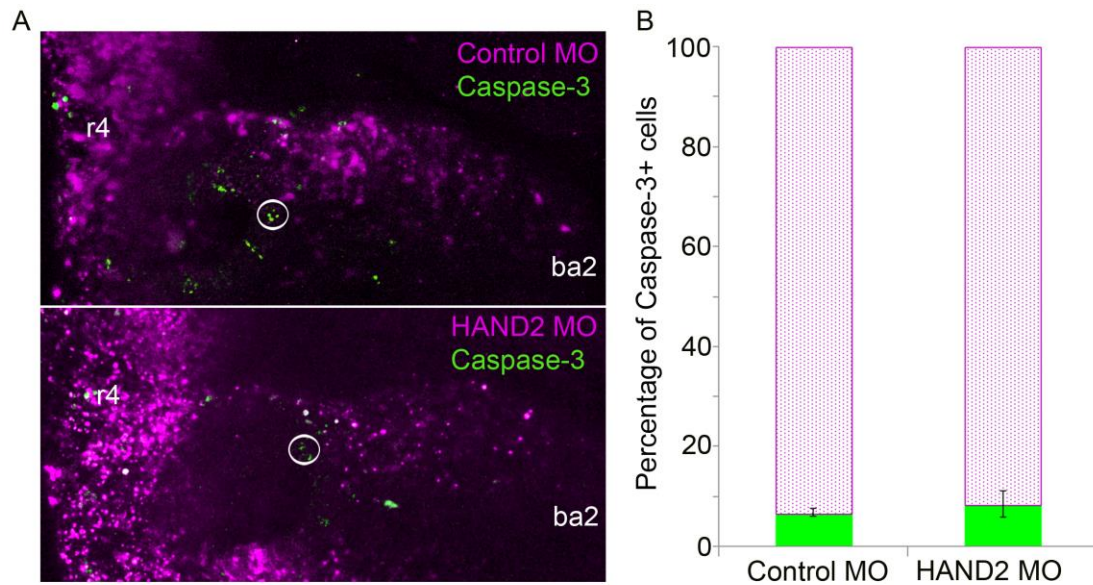 A
Control MO
Caspase-3
r4
ba2
HAND2 MO
Caspase-3
r4
ba2
B
Percentage of Caspase-3+ cells
100
80
60
40
20
0
Control MO
HAND2 MO